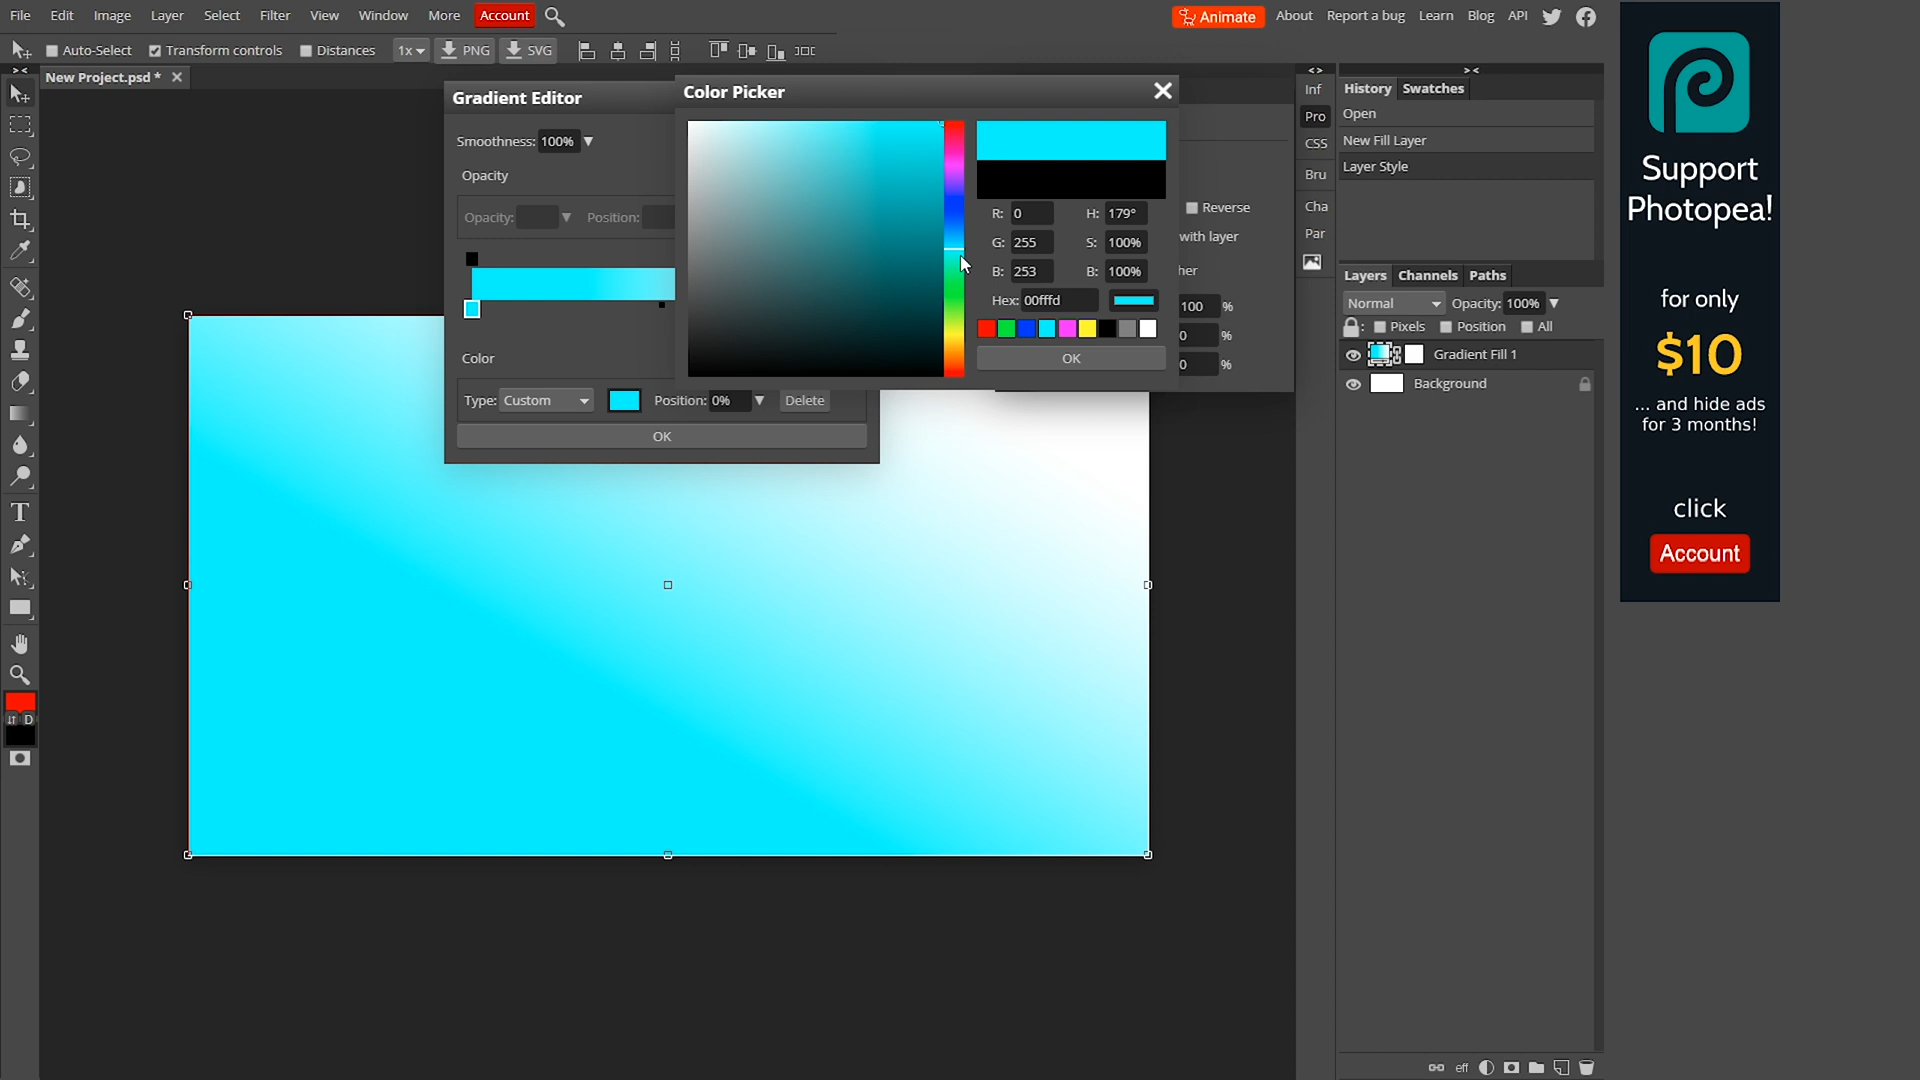 File Edit Image Layer Select Filter View Window More Account
Animate About Report a bug Learn Blog API
Auto-Select Transform controls Distances 1x PNG SVG
New Project.psd *
Gradient Editor
Smoothness: 100%
Opacity
Opacity: Position:
Color
Type: Custom Position: 0% Delete
OK
Color Picker
R: 0 H: 179°
G: 255 S: 100%
B: 253 B: 100%
Hex: 00fffd
OK
Reverse
with layer
her
100 %
0 %
0 %
Inf
Pro
CSS
Bru
Cha
Par
History Swatches
Open
New Fill Layer
Layer Style
Layers Channels Paths
Normal Opacity: 100%
: Pixels Position All
Gradient Fill 1
Background
eff
D
Support
Photopea!
for only
$10
... and hide ads
for 3 months!
click
Account